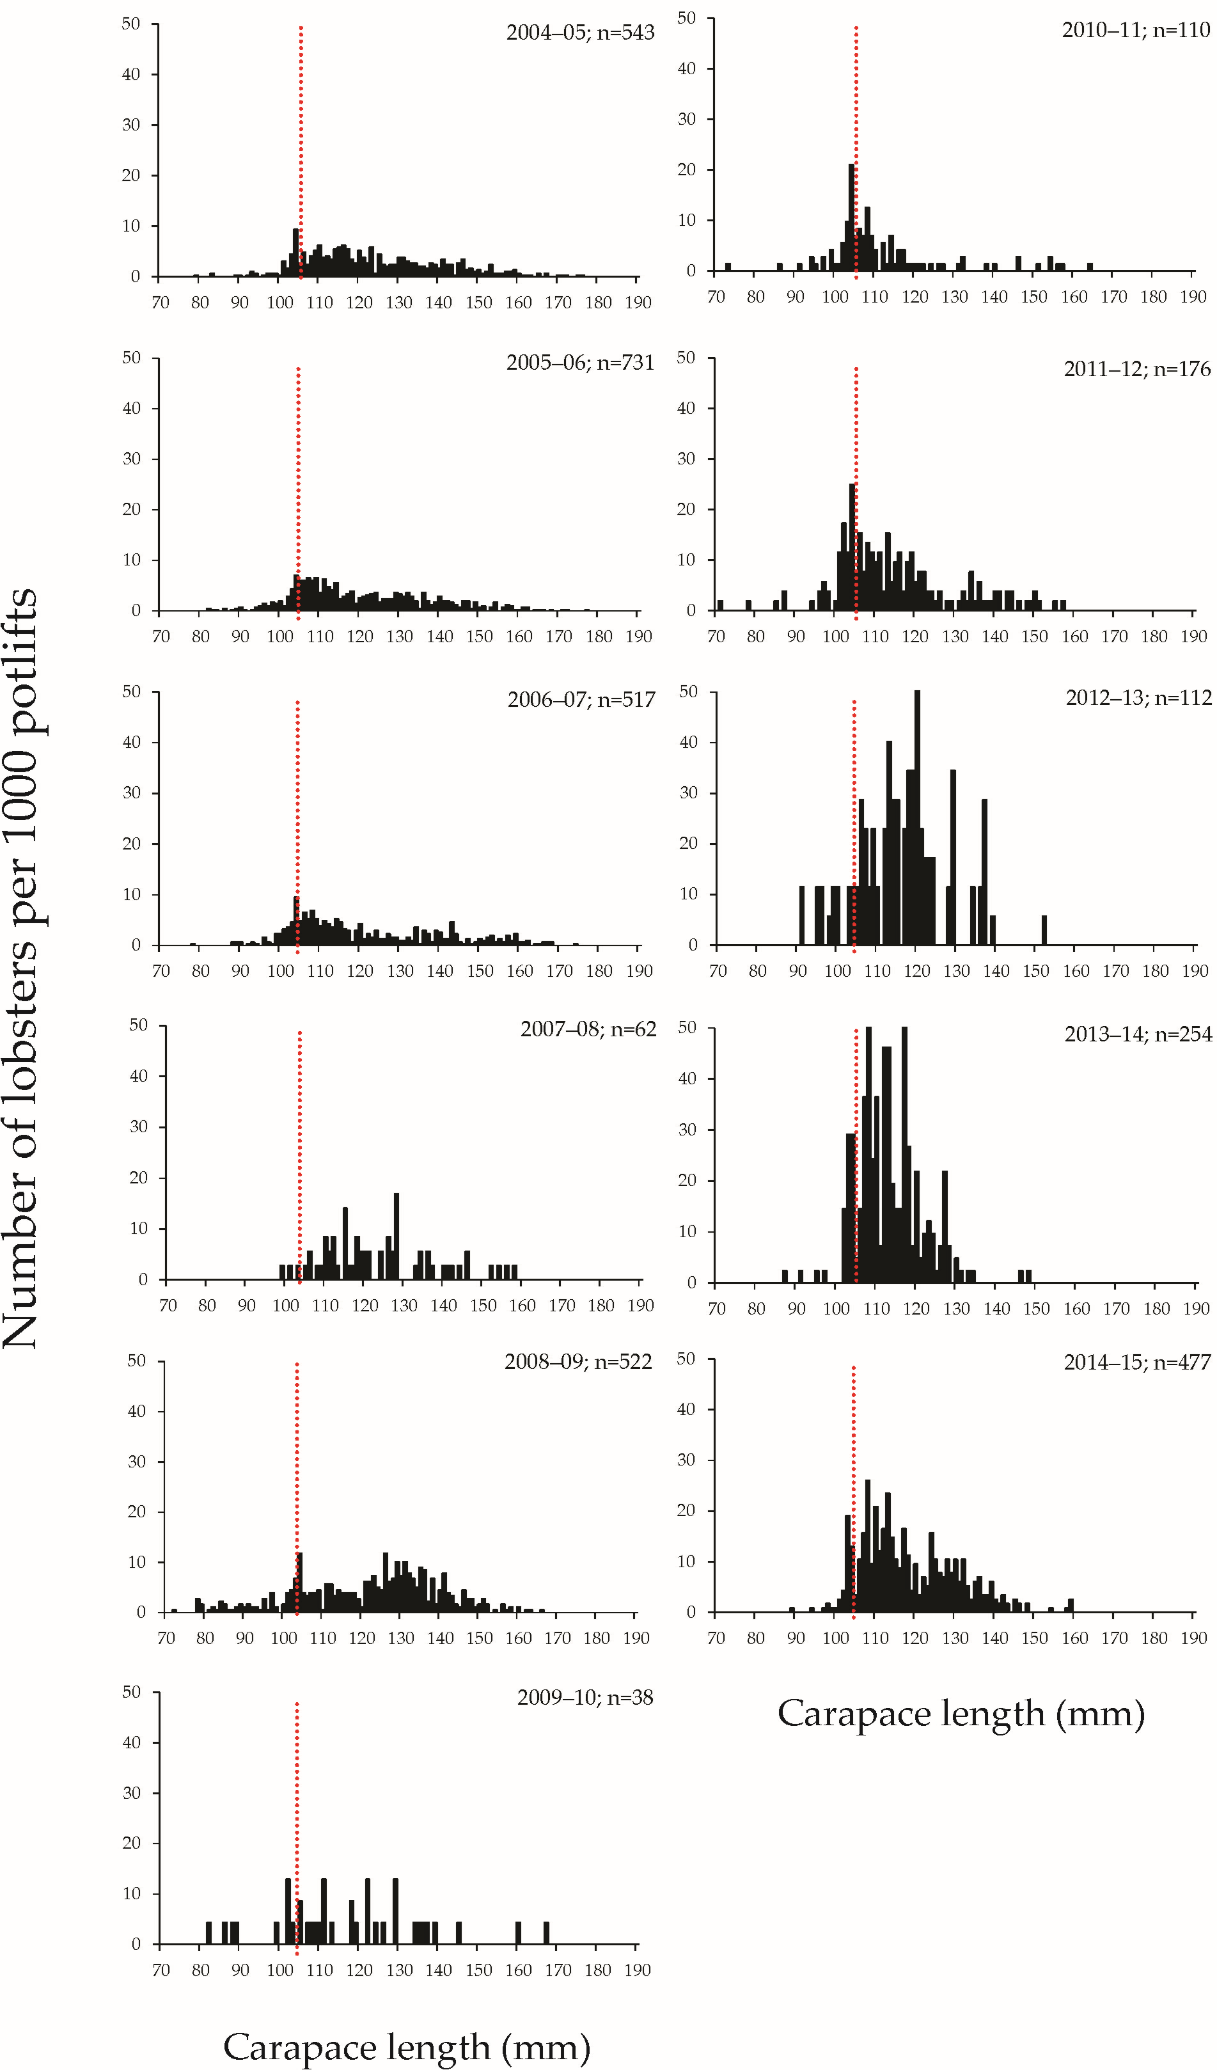 Number of lobsters per 1000 potlifts
2004–05; n=543
50
40
30
20
10
0
70 80 90 100 110 120 130 140 150 160 170 180 190
2005–06; n=731
50
40
30
20
10
0
70 80 90 100 110 120 130 140 150 160 170 180 190
2006–07; n=517
50
40
30
20
10
0
70 80 90 100 110 120 130 140 150 160 170 180 190
2007–08; n=62
50
40
30
20
10
0
70 80 90 100 110 120 130 140 150 160 170 180 190
2008–09; n=522
50
40
30
20
10
0
70 80 90 100 110 120 130 140 150 160 170 180 190
2009–10; n=38
50
40
30
20
10
0
70 80 90 100 110 120 130 140 150 160 170 180 190
Carapace length (mm)
2010–11; n=110
50
40
30
20
10
0
70 80 90 100 110 120 130 140 150 160 170 180 190
2011–12; n=176
50
40
30
20
10
0
70 80 90 100 110 120 130 140 150 160 170 180 190
2012–13; n=112
50
40
30
20
10
0
70 80 90 100 110 120 130 140 150 160 170 180 190
2013–14; n=254
50
40
30
20
10
0
70 80 90 100 110 120 130 140 150 160 170 180 190
2014–15; n=477
50
40
30
20
10
0
70 80 90 100 110 120 130 140 150 160 170 180 190
Carapace length (mm)